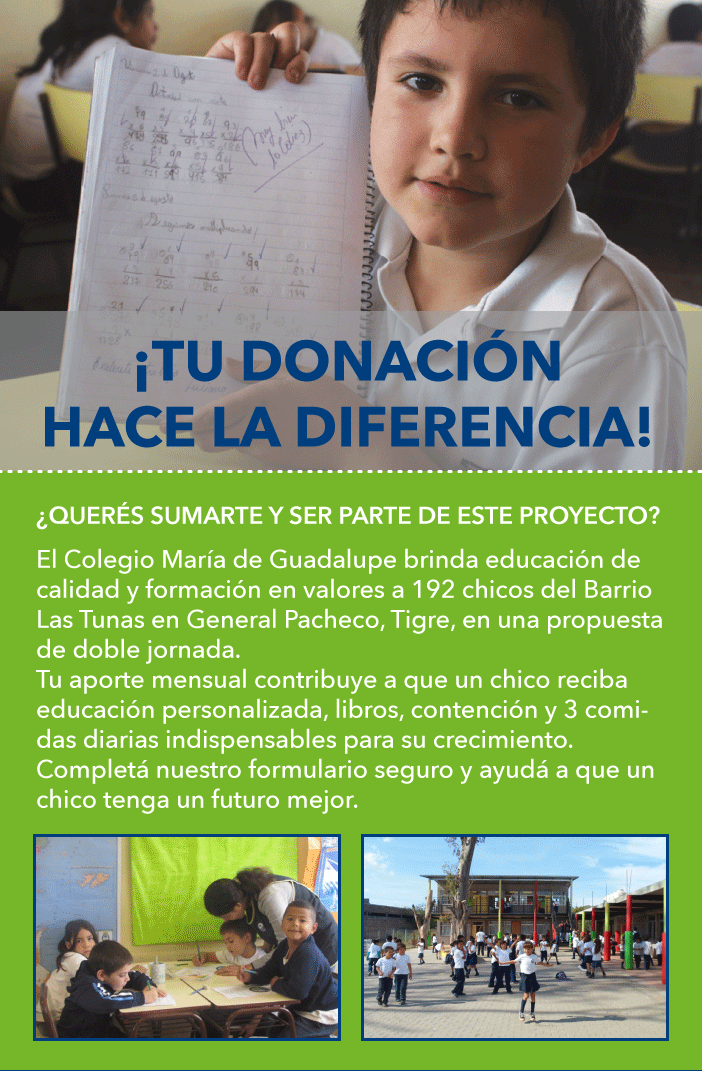 ¡TU DONACIÓN
HACE LA DIFERENCIA!
¿QUERÉS SUMARTE Y SER PARTE DE ESTE PROYECTO?
El Colegio María de Guadalupe brinda educación de
calidad y formación en valores a 192 chicos del Barrio
Las Tunas en General Pacheco, Tigre, en una propuesta
de doble jornada.
Tu aporte mensual contribuye a que un chico reciba
educación personalizada, libros, contención y 3 comi-
das diarias indispensables para su crecimiento.
Completá nuestro formulario seguro y ayudá a que un
chico tenga un futuro mejor.